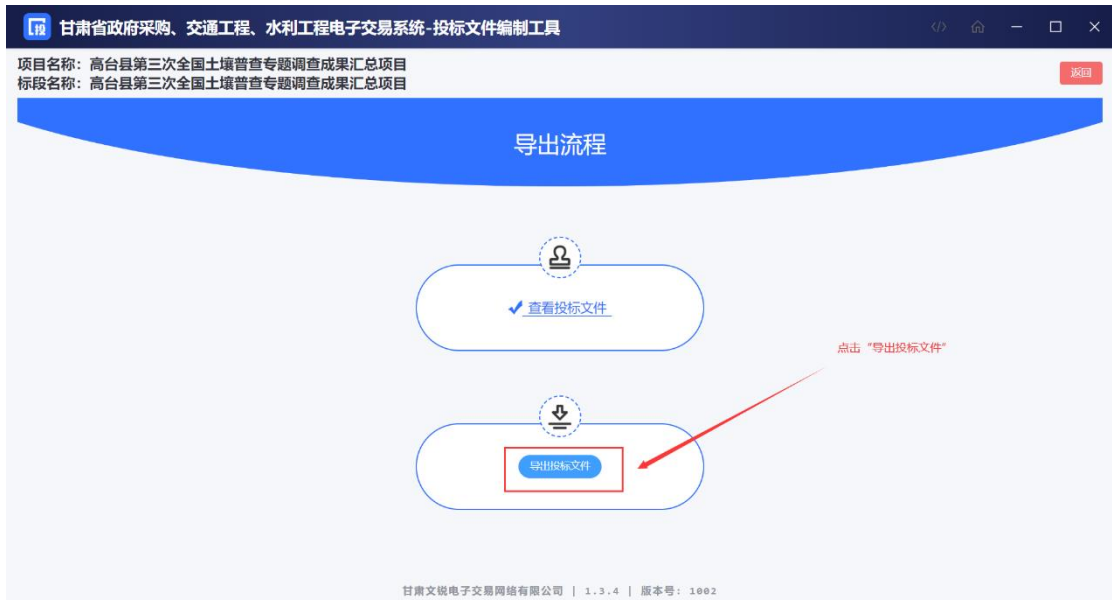 投 甘肃省政府采购、交通工程、水利工程电子交易系统-投标文件编制工具
项目名称：高台县第三次全国土壤普查专题调查成果汇总项目
标段名称：高台县第三次全国土壤普查专题调查成果汇总项目
返回
导出流程
查看投标文件
点击“导出投标文件”
导出投标文件
甘肃文锐电子交易网络有限公司 | 1.3.4 | 版本号：1002